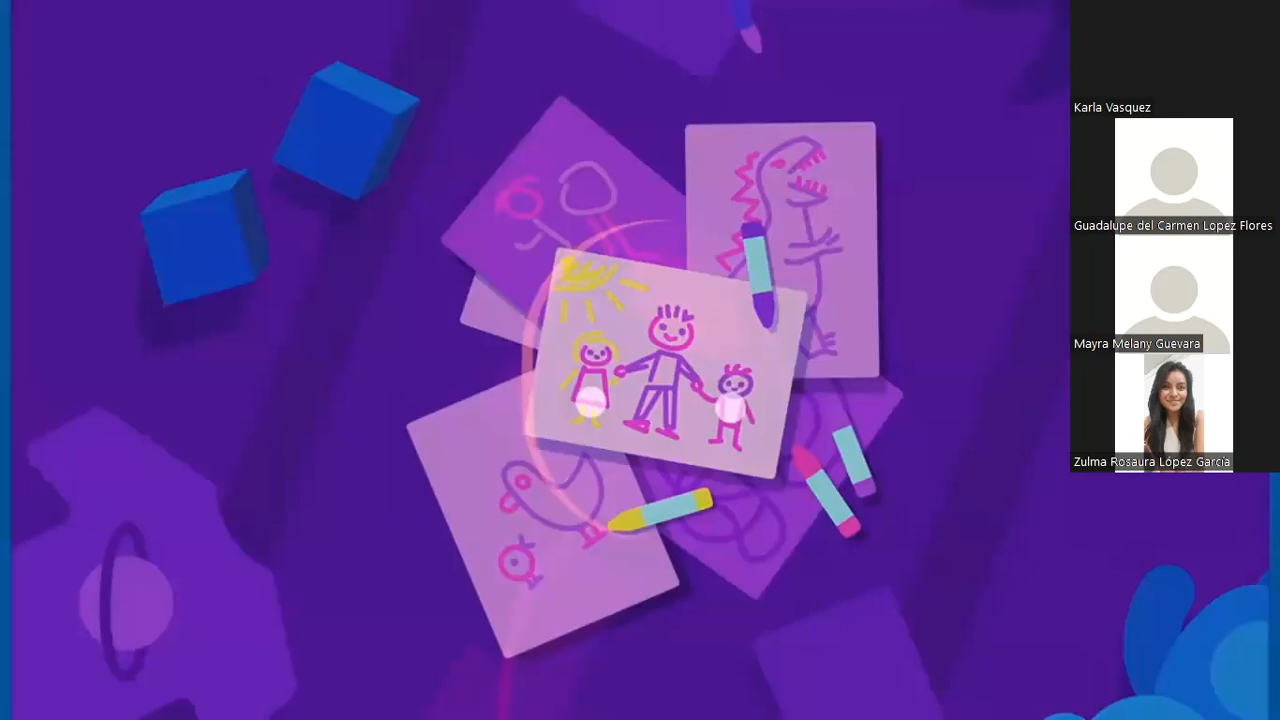 Karla Vasquez
Guadalupe del Carmen Lopez Flores
Mayra Melany Guevara
Zulma Rosaura López García